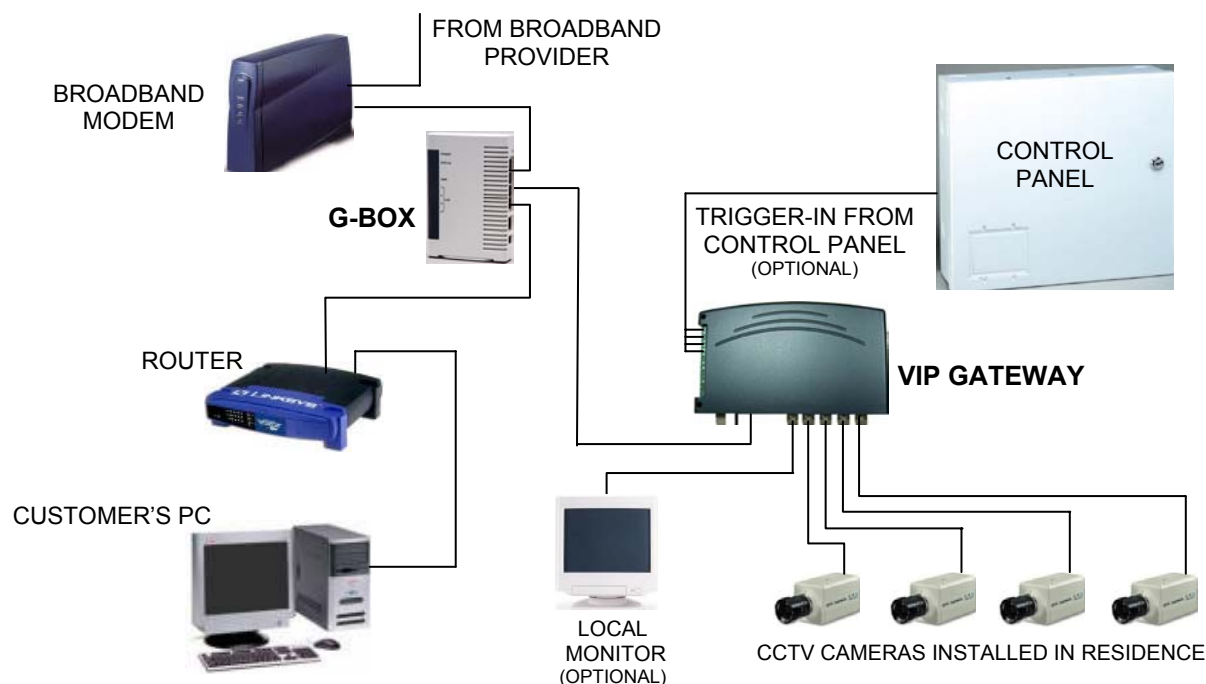 FROM BROADBAND
PROVIDER
BROADBAND
MODEM
CONTROL
PANEL
G-BOX
TRIGGER-IN FROM
CONTROL PANEL
(OPTIONAL)
ROUTER
LINKSYS
VIP GATEWAY
CUSTOMER'S PC
LOCAL
MONITOR
(OPTIONAL)
CCTV CAMERAS INSTALLED IN RESIDENCE